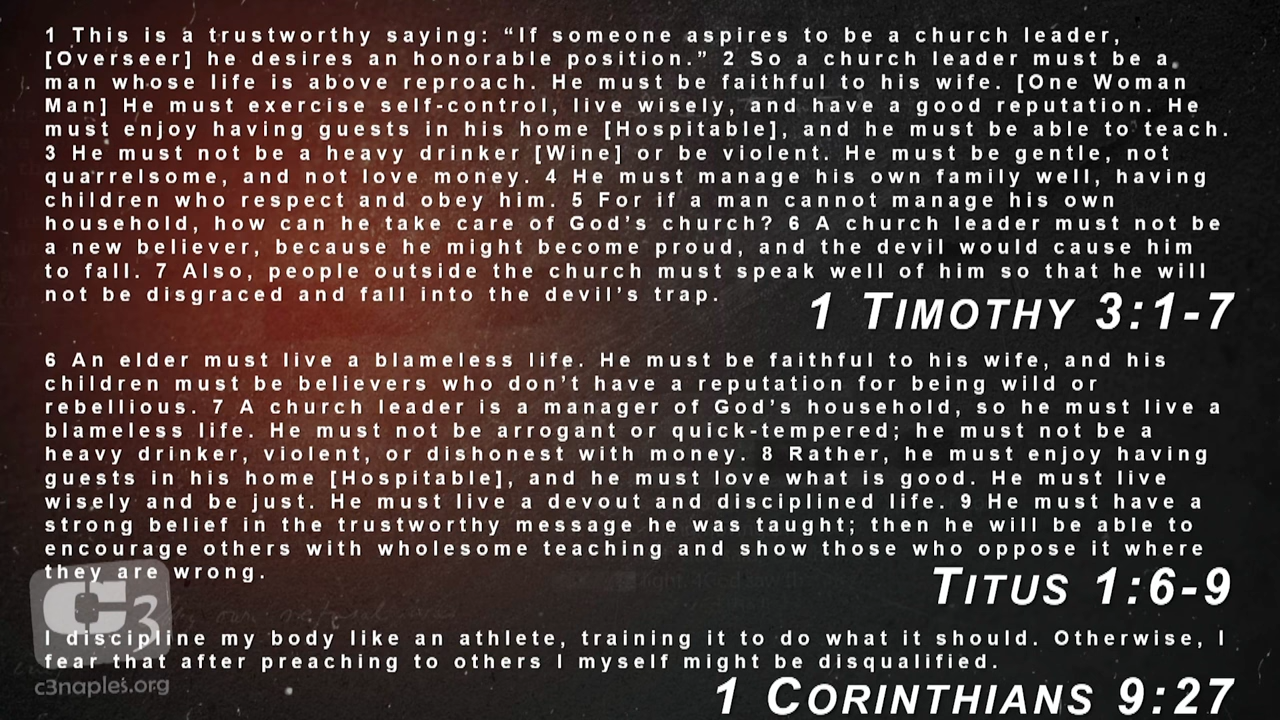 1 This is a trustworthy saying: “If someone aspires to be a church leader,
[Overseer] he desires an honorable position.” 2 So a church leader must be a
man whose life is above reproach. He must be faithful to his wife. [One Woman
Man] He must exercise self-control, live wisely, and have a good reputation. He
must enjoy having guests in his home [Hospitable], and he must be able to teach.
3 He must not be a heavy drinker [Wine] or be violent. He must be gentle, not
quarrelsome, and not love money. 4 He must manage his own family well, having
children who respect and obey him. 5 For if a man cannot manage his own
household, how can he take care of God’s church? 6 A church leader must not be
a new believer, because he might become proud, and the devil would cause him
to fall. 7 Also, people outside the church must speak well of him so that he will
not be disgraced and fall into the devil’s trap.
1 TIMOTHY 3:1-7
6 An elder must live a blameless life. He must be faithful to his wife, and his
children must be believers who don’t have a reputation for being wild or
rebellious. 7 A church leader is a manager of God’s household, so he must live a
blameless life. He must not be arrogant or quick-tempered; he must not be a
heavy drinker, violent, or dishonest with money. 8 Rather, he must enjoy having
guests in his home [Hospitable], and he must love what is good. He must live
wisely and be just. He must live a devout and disciplined life. 9 He must have a
strong belief in the trustworthy message he was taught; then he will be able to
encourage others with wholesome teaching and show those who oppose it where
they are wrong.
TITUS 1:6-9
I discipline my body like an athlete, training it to do what it should. Otherwise, I
fear that after preaching to others I myself might be disqualified.
1 CORINTHIANS 9:27
C3
c3naples.org